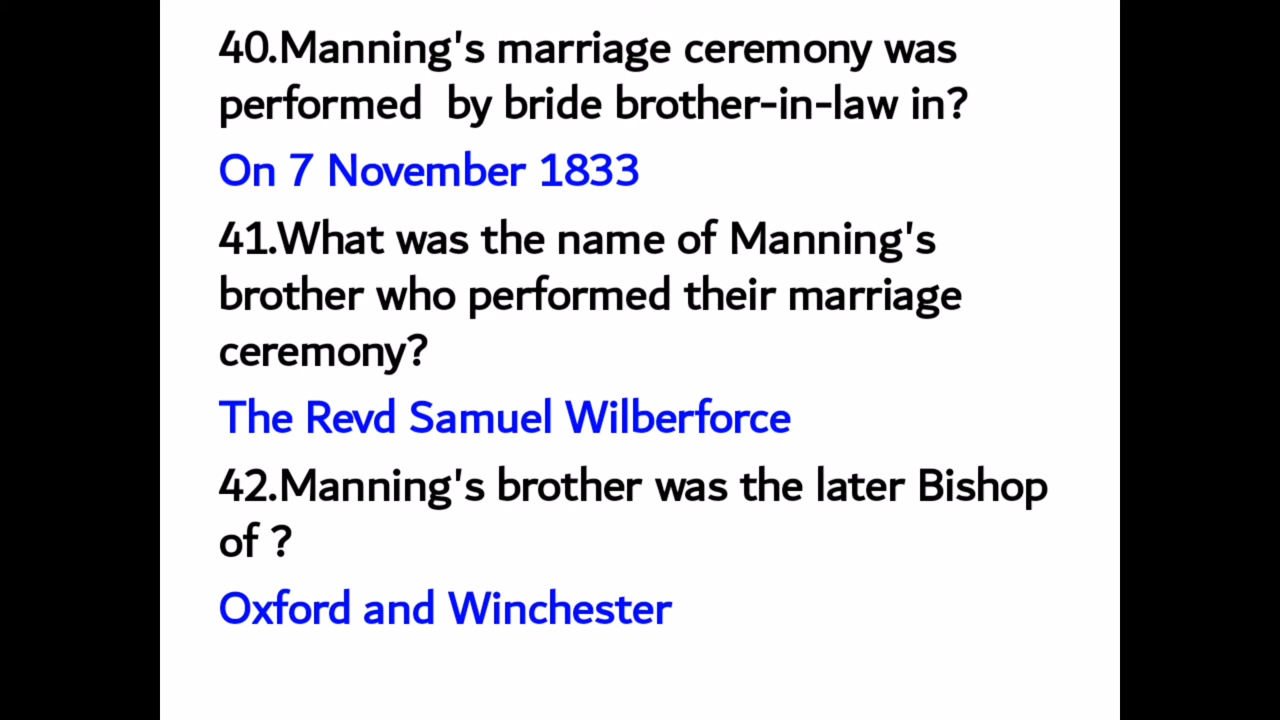 40.Manning's marriage ceremony was
performed  by bride brother-in-law in?
On 7 November 1833
41.What was the name of Manning's
brother who performed their marriage
ceremony?
The Revd Samuel Wilberforce
42.Manning's brother was the later Bishop
of ?
Oxford and Winchester